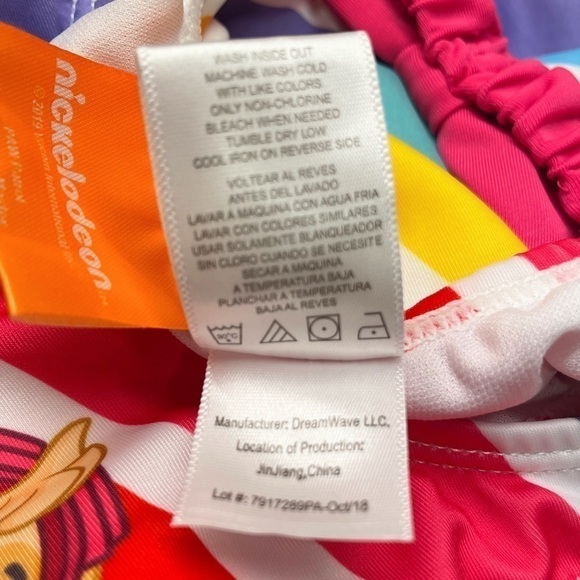 nickelodeon
WASH INSIDE OUT
MACHINE WASH COLD
WITH LIKE COLORS
ONLY NON-CHLORINE
BLEACH WHEN NEEDED
TUMBLE DRY LOW
COOL IRON ON REVERSE SIDE
VOLTEAR AL REVES
ANTES DEL LAVADO
LAVAR A MAQUINA CON AGUA FRIA
LAVAR CON COLORES SIMILARES
USAR SOLAMENTE BLANQUEADOR
SIN CLORO CUANDO SE NECESITE
SECAR A MAQUINA
A TEMPERATURA BAJA
PLANCHAR A TEMPERATURA BAJA
AL REVES
30°C
Manufacturer: DreamWave LLC,
Location of Production:
JinJiang,China
Lot #: 7917289PA-Oct/18